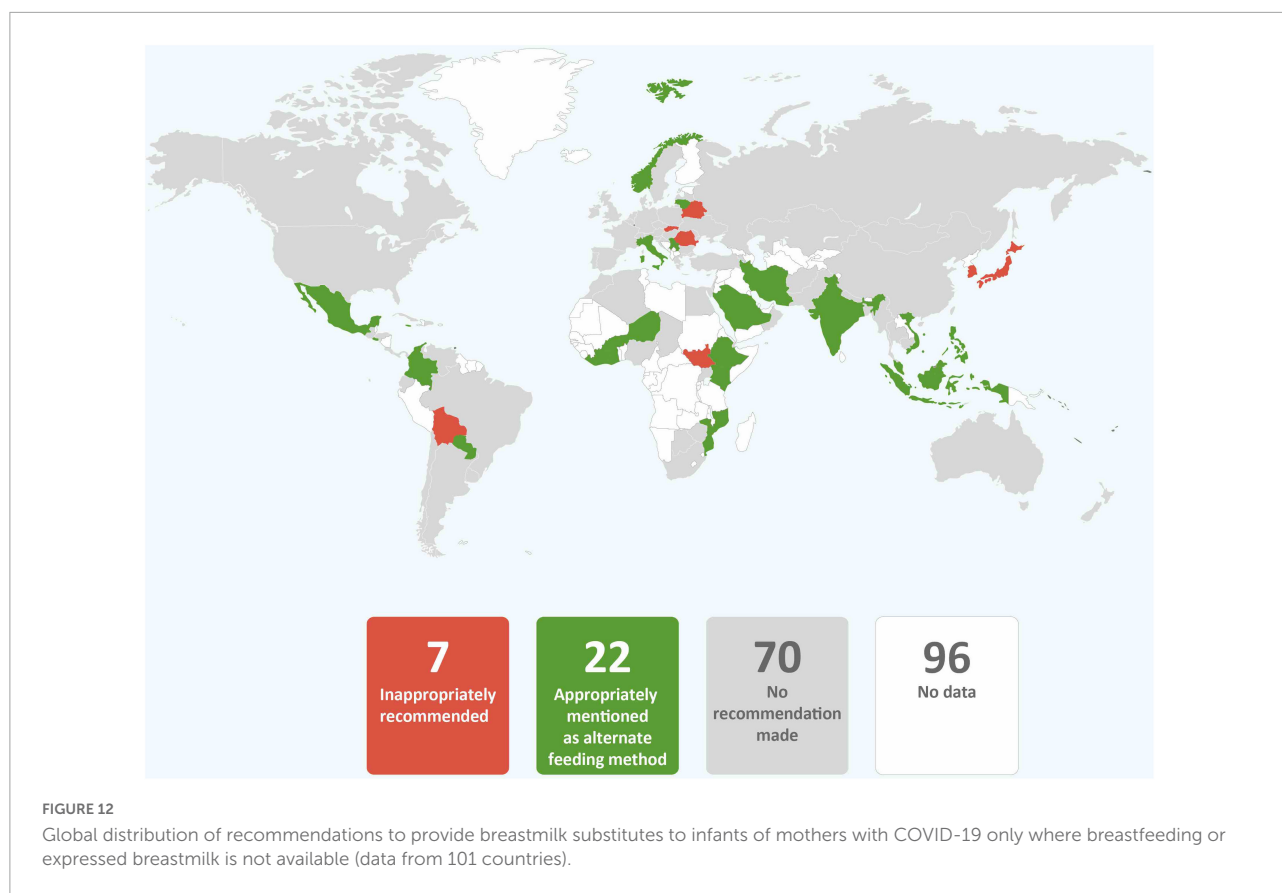 7
Inappropriately
recommended
22
Appropriately
mentioned
as alternate
feeding method
70
No
recommendation
made
96
No data
FIGURE 12
Global distribution of recommendations to provide breastmilk substitutes to infants of mothers with COVID-19 only where breastfeeding or
expressed breastmilk is not available (data from 101 countries).